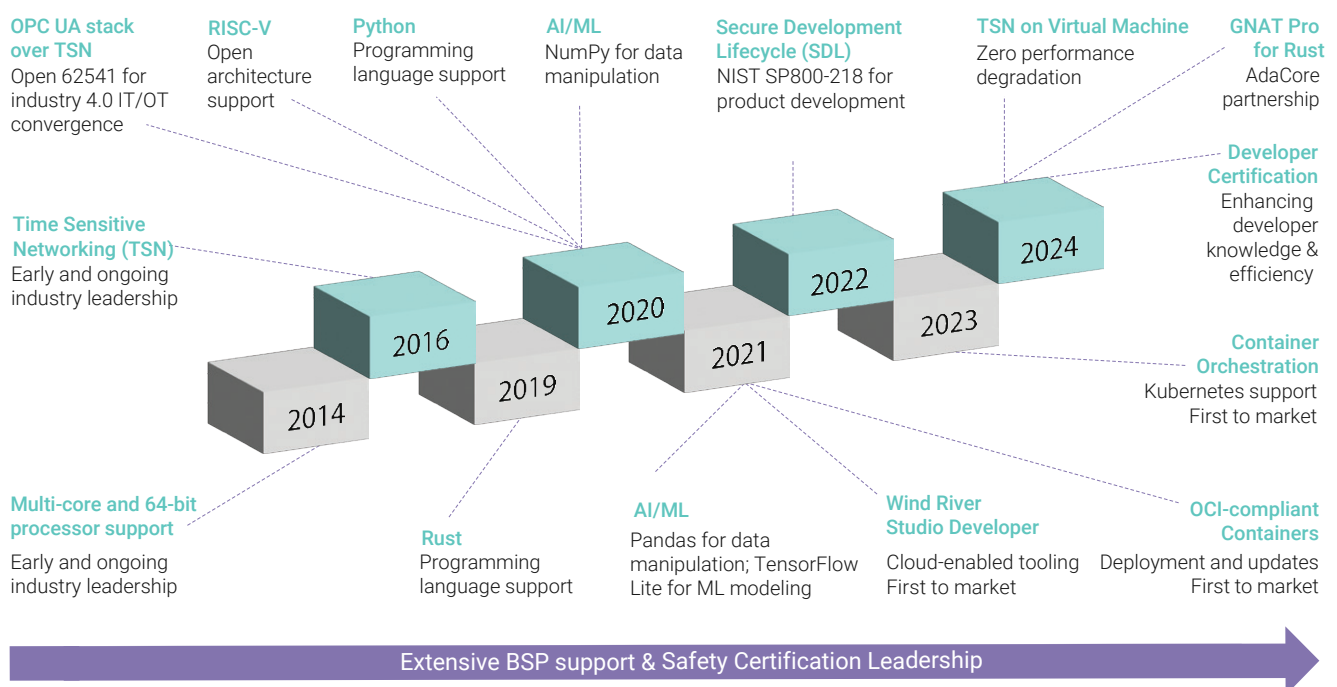 OPC UA stack
over TSN
Open 62541 for
industry 4.0 IT/OT
convergence
RISC-V
Open
architecture
support
Python
Programming
language support
AI/ML
NumPy for data
manipulation
Secure Development
Lifecycle (SDL)
NIST SP800-218 for
product development
TSN on Virtual Machine
Zero performance
degradation
GNAT Pro
for Rust
AdaCore
partnership
Developer
Certification
Enhancing
developer
knowledge &
efficiency
Time Sensitive
Networking (TSN)
Early and ongoing
industry leadership
2014
2016
2019
2020
2021
2022
2023
2024
Container
Orchestration
Kubernetes support
First to market
Multi-core and 64-bit
processor support
Early and ongoing
industry leadership
Rust
Programming
language support
AI/ML
Pandas for data
manipulation; TensorFlow
Lite for ML modeling
Wind River
Studio Developer
Cloud-enabled tooling
First to market
OCI-compliant
Containers
Deployment and updates
First to market
Extensive BSP support & Safety Certification Leadership